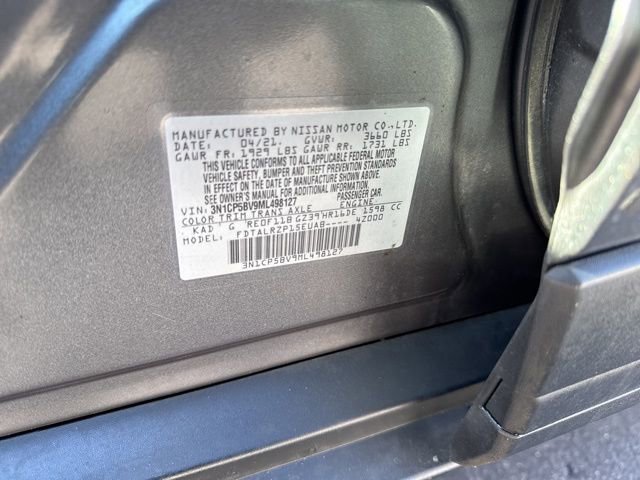 MANUFACTURED BY NISSAN MOTOR CO., LTD.
DATE: 04/21. GVWR: 3660 LBS
GAWR FR: 1929 LBS GAWR RR: 1731 LBS
THIS VEHICLE CONFORMS TO ALL APPLICABLE FEDERAL MOTOR
VEHICLE SAFETY, BUMPER AND THEFT PREVENTION STANDARDS
IN EFFECT ON THE DATE OF MANUFACTURE SHOWN ABOVE.
SEE OWNER'S MANUAL FOR ADDITIONAL INFORMATION.
VIN: 3N1CP5BV9ML498127 PASSENGER CAR.
COLOR TRIM TRANS AXLE ENGINE
KAD G RE0F11B GZ39 HR16DE 1598 CC
MODEL: FDTALRZP15EUAB---- 4Z000
3N1CP5BV9ML498127